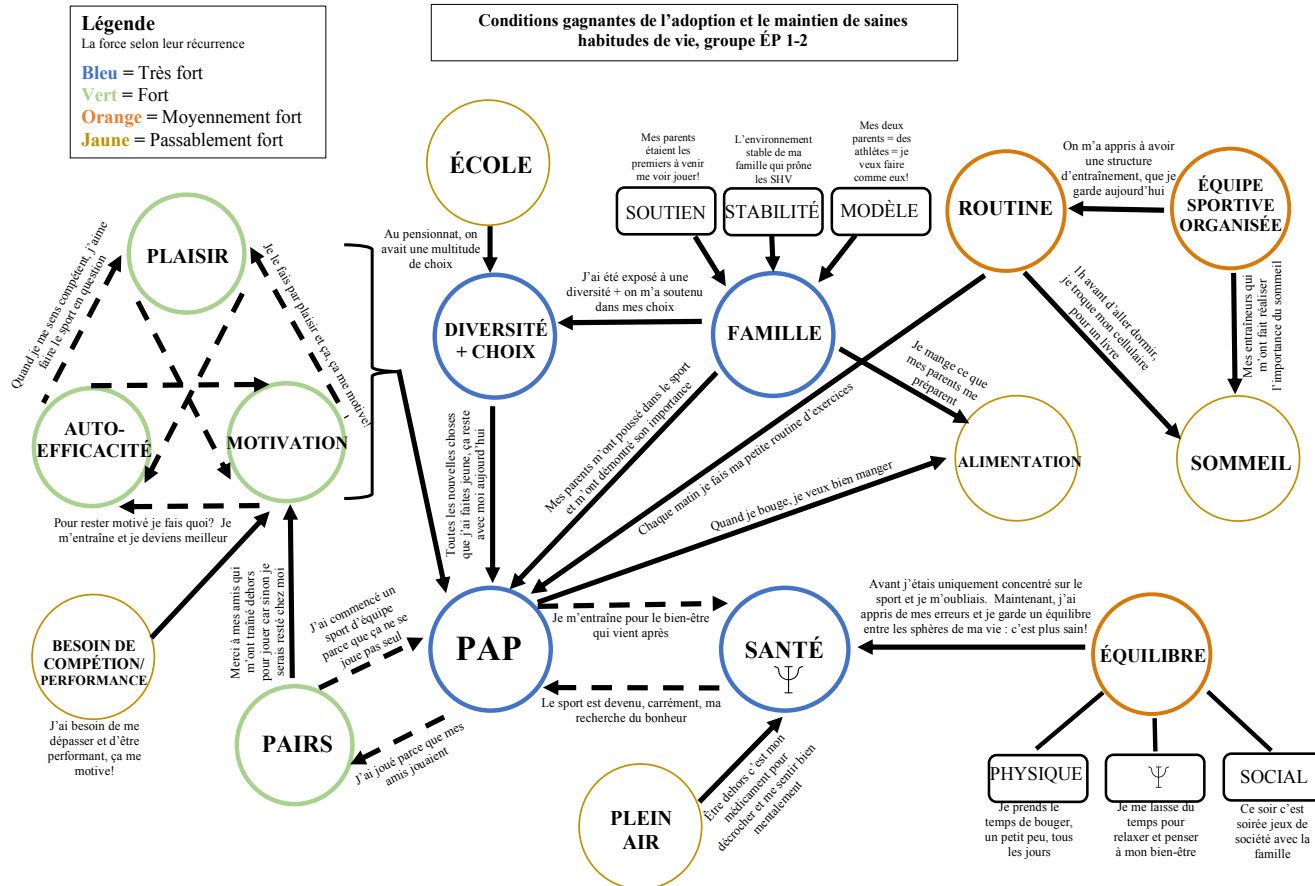 Légende
La force selon leur récurrence
Bleu = Très fort
Vert = Fort
Orange = Moyennement fort
Jaune = Passablement fort
Conditions gagnantes de l'adoption et le maintien de saines
habitudes de vie, groupe ÉP 1-2
ÉCOLE
Au pensionnat, on
avait une multitude
de choix
Mes parents
étaient les
premiers à venir
me voir jouer!
SOUTIEN
L'environnement
stable de ma
famille qui prône
les SHV
STABILITÉ
Mes deux
parents = des
athlètes = je
veux faire
comme eux!
MODÈLE
ROUTINE
On m'a appris à avoir
une structure
d'entraînement, que je
garde aujourd'hui
ÉQUIPE
SPORTIVE
ORGANISÉE
PLAISIR
Quand je me sens compétent, j'aime
faire le sport en question
Je le fais par plaisir et ça, ça me motive!
DIVERSITÉ
+ CHOIX
J'ai été exposé à une
diversité + on m'a soutenu
dans mes choix
FAMILLE
Je mange ce que
mes parents me
préparent
1h avant d'aller dormir,
je troque mon cellulaire
pour un livre
Mes entraîneurs qui
m'ont fait réaliser
l'importance du sommeil
AUTO-
EFFICACITÉ
MOTIVATION
Pour rester motivé je fais quoi? Je
m'entraîne et je deviens meilleur
Toutes les nouvelles choses
que j'ai faites jeune, ça reste
avec moi aujourd'hui
Mes parents m'ont poussé dans le sport
et m'ont démontré son importance
Chaque matin je fais ma petite routine d'exercices
Quand je bouge, je veux bien manger
ALIMENTATION
SOMMEIL
BESOIN DE
COMPÉTION/
PERFORMANCE
J'ai besoin de me
dépasser et d'être
performant, ça me
motive!
Merci à mes amis qui
m'ont traîné dehors
pour jouer car sinon je
serais resté chez moi
J'ai commencé un
sport d'équipe
parce que ça ne se
joue pas seul
PAIRS
J'ai joué parce que mes
amis jouaient
PAP
Je m'entraîne pour le bien-être
qui vient après
Le sport est devenu, carrément, ma
recherche du bonheur
SANTÉ
Ψ
Avant j'étais uniquement concentré sur le
sport et je m'oubliais. Maintenant, j'ai
appris de mes erreurs et je garde un équilibre
entre les sphères de ma vie : c'est plus sain!
ÉQUILIBRE
PLEIN
AIR
Être dehors c'est mon
médicament pour
décrocher et me sentir bien
mentalement
PHYSIQUE
Je prends le
temps de bouger,
un petit peu, tous
les jours
Ψ
Je me laisse du
temps pour
relaxer et penser
à mon bien-être
SOCIAL
Ce soir c'est
soirée jeux de
société avec la
famille